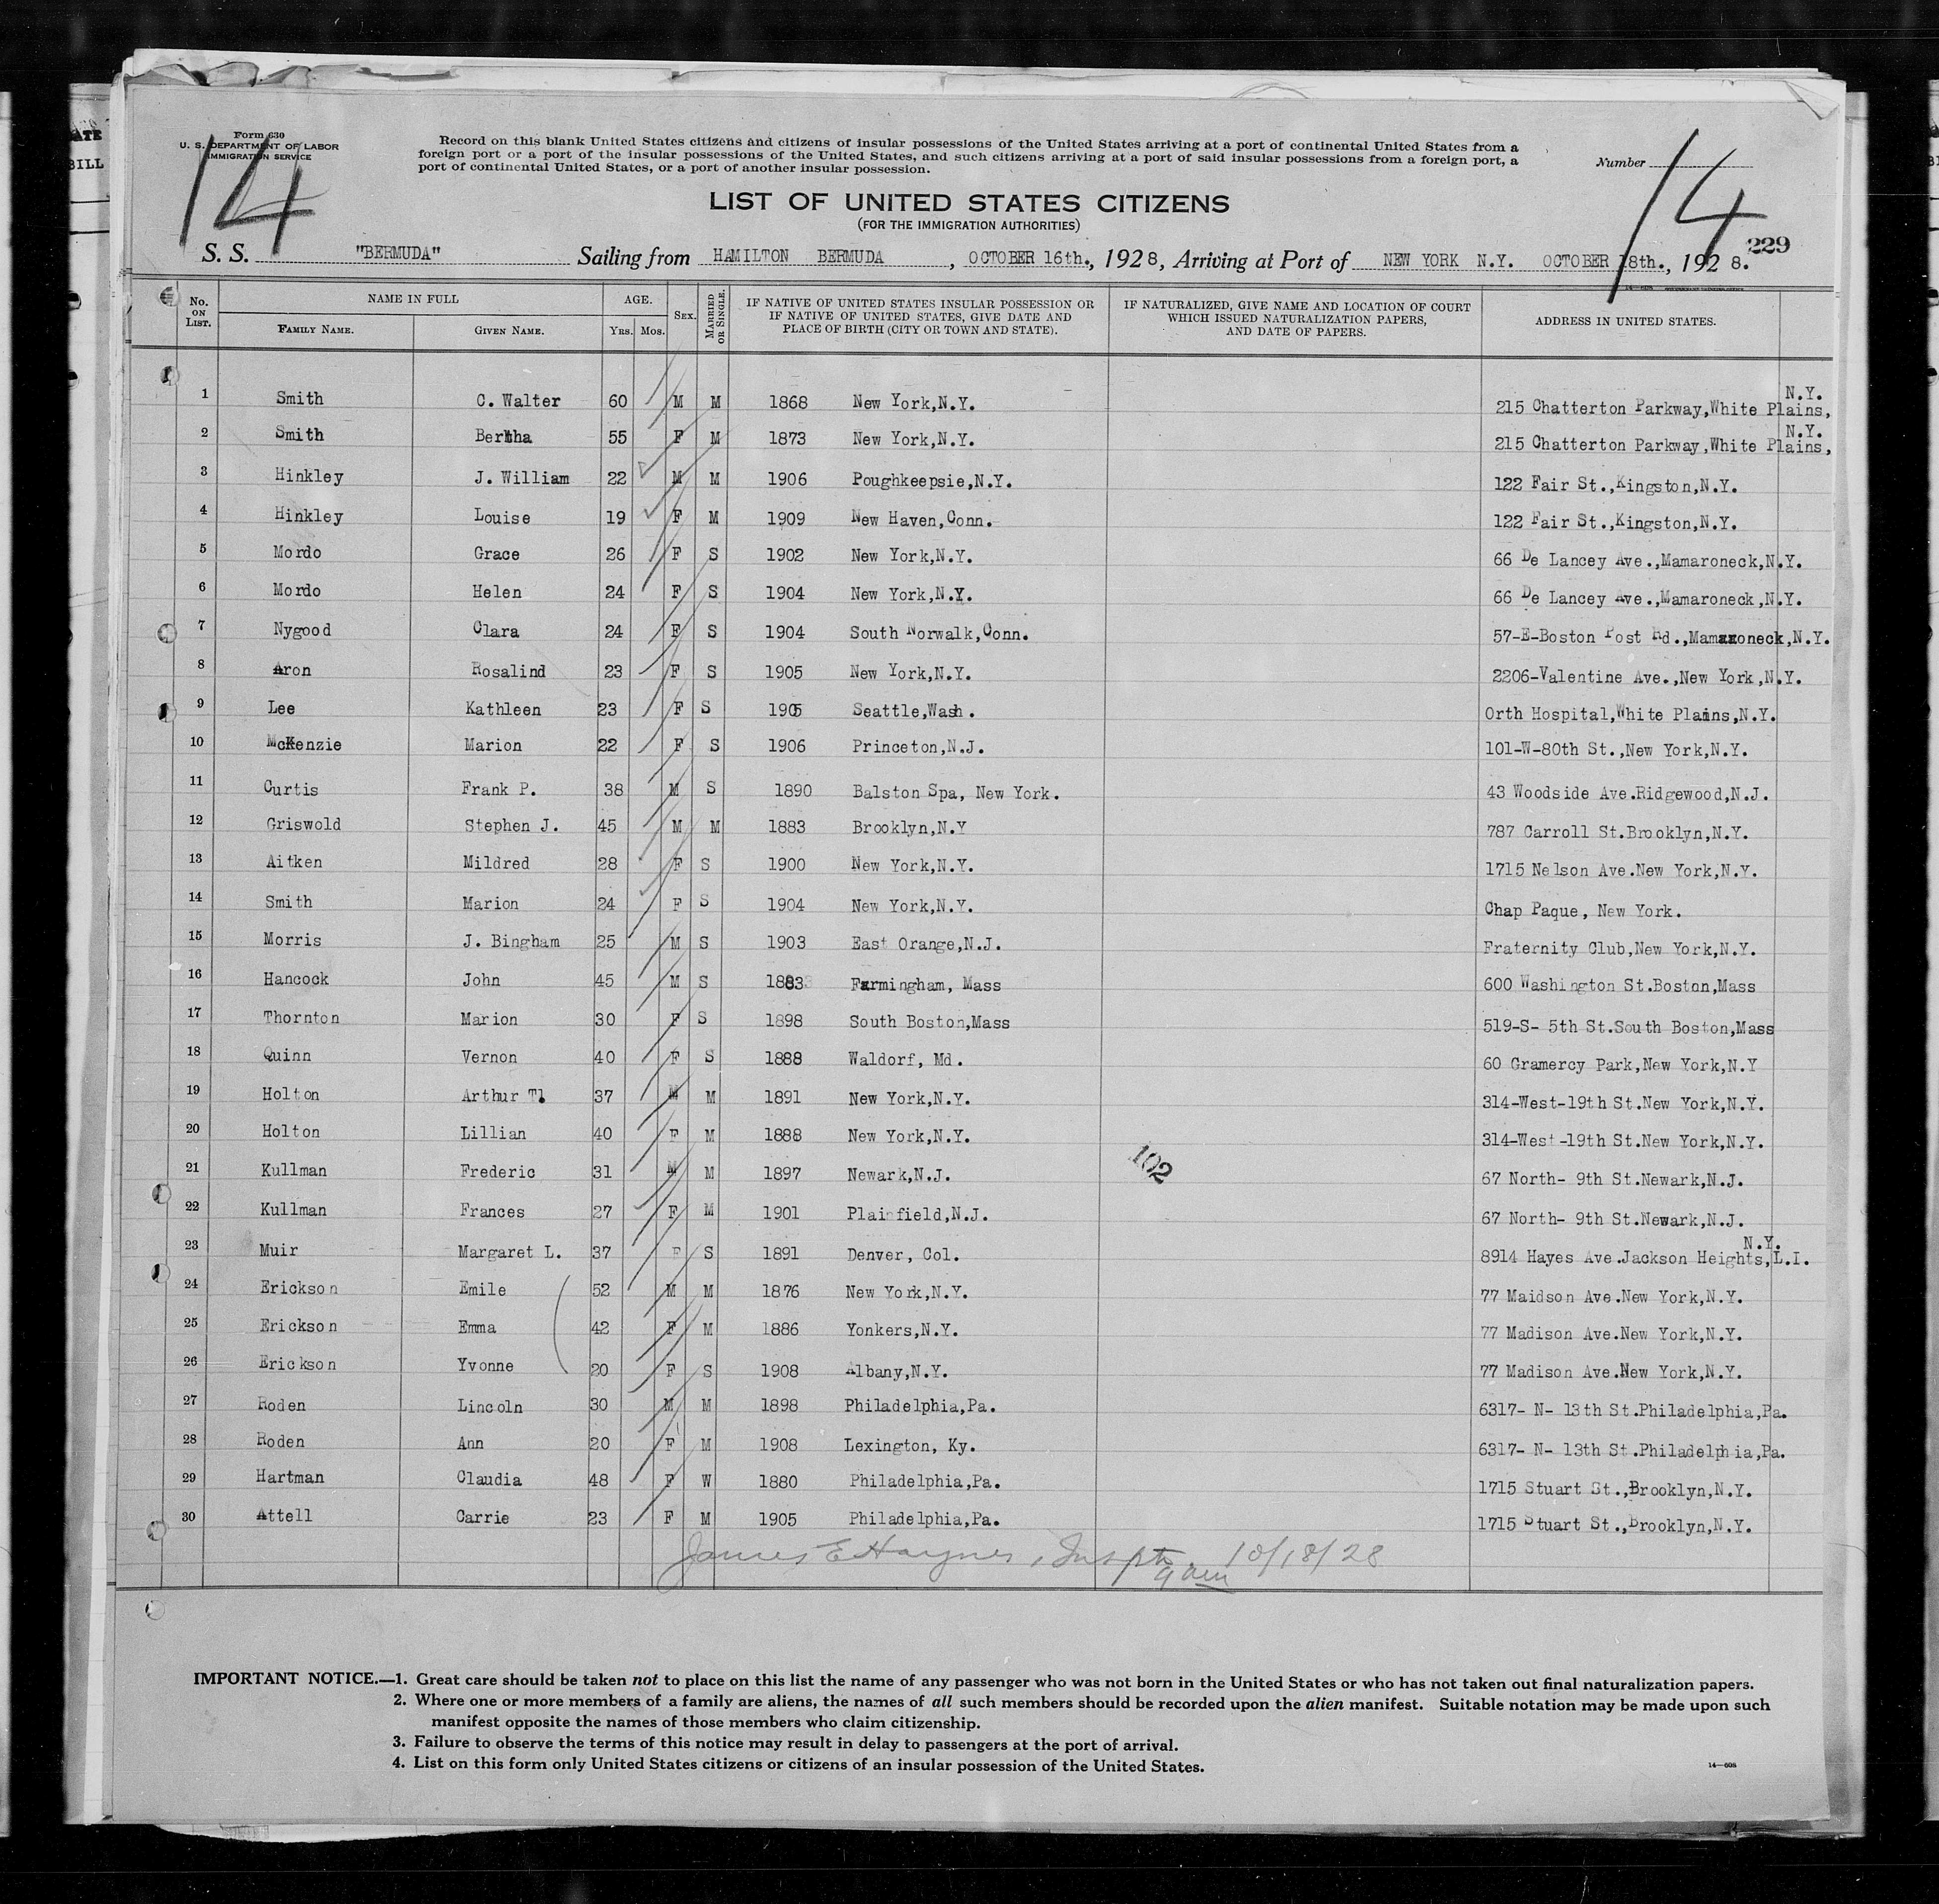 Form 630
U. S. DEPARTMENT OF LABOR
IMMIGRATION SERVICE
14
Record on this blank United States citizens and citizens of insular possessions of the United States arriving at a port of continental United States from a
foreign port or a port of the insular possessions of the United States, and such citizens arriving at a port of said insular possessions from a foreign port, a
port of continental United States, or a port of another insular possession.
Number
14
LIST OF UNITED STATES CITIZENS
(FOR THE IMMIGRATION AUTHORITIES)
229
S. S. "BERMUDA" Sailing from HAMILTON BERMUDA, OCTOBER 16th., 1928, Arriving at Port of NEW YORK N.Y. OCTOBER 18th., 1928.
No. ON LIST. NAME IN FULL FAMILY NAME. GIVEN NAME. AGE. Yrs. Mos. SEX. MARRIED OR SINGLE. IF NATIVE OF UNITED STATES INSULAR POSSESSION OR IF NATIVE OF UNITED STATES, GIVE DATE AND PLACE OF BIRTH (CITY OR TOWN AND STATE). IF NATURALIZED, GIVE NAME AND LOCATION OF COURT WHICH ISSUED NATURALIZATION PAPERS, AND DATE OF PAPERS. ADDRESS IN UNITED STATES.
1 Smith C. Walter 60 M M 1868 New York,N.Y. 215 Chatterton Parkway,White Plains, N.Y.
2 Smith Bertha 55 F M 1873 New York,N.Y. 215 Chatterton Parkway,White Plains, N.Y.
3 Hinkley J. William 22 M M 1906 Poughkeepsie,N.Y. 122 Fair St.,Kingston,N.Y.
4 Hinkley Louise 19 F M 1909 New Haven,Conn. 122 Fair St.,Kingston,N.Y.
5 Mordo Grace 26 F S 1902 New York,N.Y. 66 De Lancey Ave.,Mamaroneck,N.Y.
6 Mordo Helen 24 F S 1904 New York,N.Y. 66 De Lancey Ave.,Mamaroneck,N.Y.
7 Nygood Clara 24 F S 1904 South Norwalk,Conn. 57-E-Boston Post Rd.,Mamaroneck,N.Y.
8 Aron Rosalind 23 F S 1905 New York,N.Y. 2206-Valentine Ave.,New York,N.Y.
9 Lee Kathleen 23 F S 1905 Seattle,Wash. Orth Hospital,White Plains,N.Y.
10 McKenzie Marion 22 F S 1906 Princeton,N.J. 101-W-80th St.,New York,N.Y.
11 Curtis Frank P. 38 M S 1890 Balston Spa, New York. 43 Woodside Ave.Ridgewood,N.J.
12 Griswold Stephen J. 45 M M 1883 Brooklyn,N.Y 787 Carroll St.Brooklyn,N.Y.
13 Aitken Mildred 28 F S 1900 New York,N.Y. 1715 Nelson Ave.New York,N.Y.
14 Smith Marion 24 F S 1904 New York,N.Y. Chap Paque, New York.
15 Morris J. Bingham 25 M S 1903 East Orange,N.J. Fraternity Club,New York,N.Y.
16 Hancock John 45 M S 1883 Farmingham, Mass 600 Washington St.Boston,Mass
17 Thornton Marion 30 F S 1898 South Boston,Mass 519-S- 5th St.South Boston,Mass
18 Quinn Vernon 40 F S 1888 Waldorf, Md. 60 Gramercy Park,New York,N.Y
19 Holton Arthur T. 37 M M 1891 New York,N.Y. 314-West-19th St.New York,N.Y.
20 Holton Lillian 40 F M 1888 New York,N.Y. 314-West-19th St.New York,N.Y.
21 Kullman Frederic 31 M M 1897 Newark,N.J. 102 67 North- 9th St.Newark,N.J.
22 Kullman Frances 27 F M 1901 Plainfield,N.J. 67 North- 9th St.Newark,N.J.
23 Muir Margaret L. 37 F S 1891 Denver, Col. 8914 Hayes Ave.Jackson Heights,L.I. N.Y.
24 Erickson Emile 52 M M 1876 New York,N.Y. 77 Maidson Ave.New York,N.Y.
25 Erickson Emma 42 F M 1886 Yonkers,N.Y. 77 Madison Ave.New York,N.Y.
26 Erickson Yvonne 20 F S 1908 Albany,N.Y. 77 Madison Ave.New York,N.Y.
27 Roden Lincoln 30 M M 1898 Philadelphia,Pa. 6317- N- 13th St.Philadelphia,Pa.
28 Roden Ann 20 F M 1908 Lexington, Ky. 6317- N- 13th St.Philadelphia,Pa.
29 Hartman Claudia 48 F W 1880 Philadelphia,Pa. 1715 Stuart St.,Brooklyn,N.Y.
30 Attell Carrie 23 F M 1905 Philadelphia,Pa. 1715 Stuart St.,Brooklyn,N.Y.
James E Haynes, Inspt. 10/18/28
9 am
IMPORTANT NOTICE.—1. Great care should be taken not to place on this list the name of any passenger who was not born in the United States or who has not taken out final naturalization papers.
2. Where one or more members of a family are aliens, the names of all such members should be recorded upon the alien manifest. Suitable notation may be made upon such
manifest opposite the names of those members who claim citizenship.
3. Failure to observe the terms of this notice may result in delay to passengers at the port of arrival.
4. List on this form only United States citizens or citizens of an insular possession of the United States.
14—608